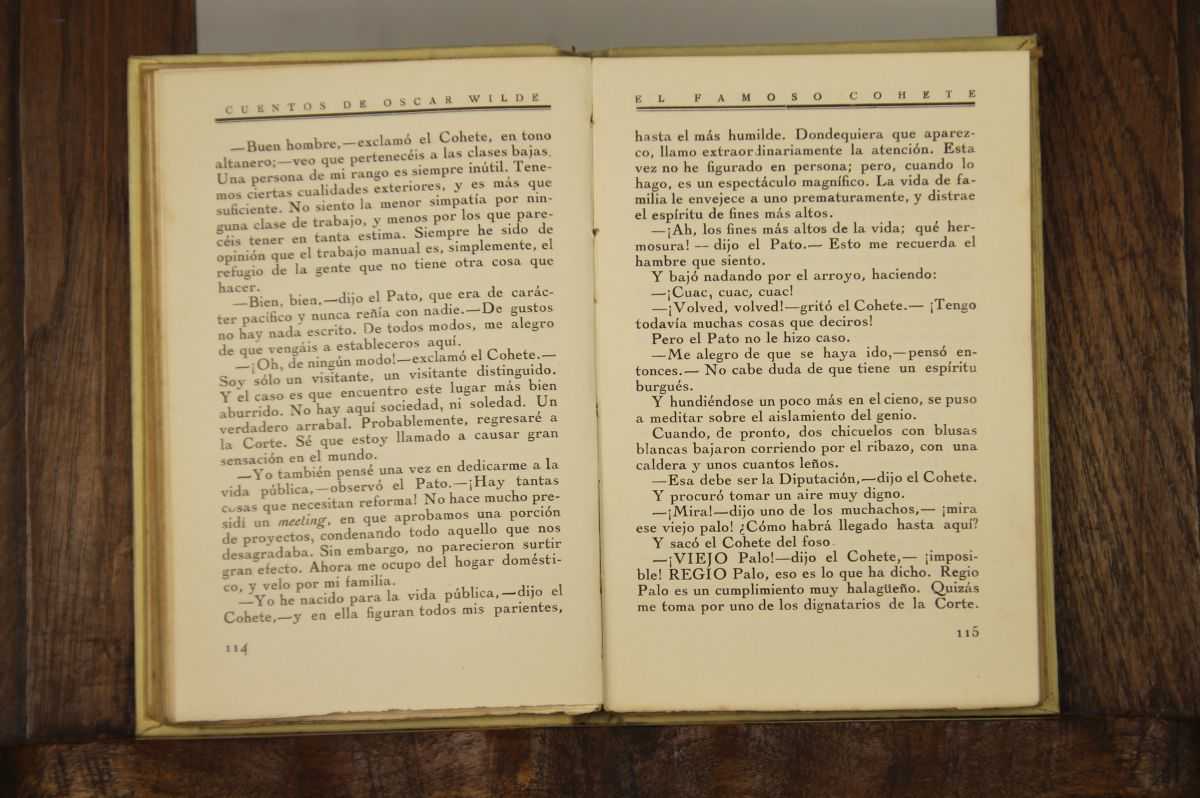 CUENTOS DE OSCAR WILDE
—Buen hombre,—exclamó el Cohete, en tono
altanero;—veo que pertenecéis a las clases bajas.
Una persona de mi rango es siempre inútil. Tene-
mos ciertas cualidades exteriores, y es más que
suficiente. No siento la menor simpatía por nin-
guna clase de trabajo, y menos por los que pare-
céis tener en tanta estima. Siempre he sido de
opinión que el trabajo manual es, simplemente, el
refugio de la gente que no tiene otra cosa que
hacer.
—Bien, bien,—dijo el Pato, que era de carác-
ter pacífico y nunca reñía con nadie.—De gustos
no hay nada escrito. De todos modos, me alegro
de que vengáis a estableceros aquí.
—¡Oh, de ningún modo!—exclamó el Cohete.—
Soy sólo un visitante, un visitante distinguido.
Y el caso es que encuentro este lugar más bien
aburrido. No hay aquí sociedad, ni soledad. Un
verdadero arrabal. Probablemente, regresaré a
la Corte. Sé que estoy llamado a causar gran
sensación en el mundo.
—Yo también pensé una vez en dedicarme a la
vida pública,—observó el Pato.—¡Hay tantas
cosas que necesitan reforma! No hace mucho pre-
sidí un meeting, en que aprobamos una porción
de proyectos, condenando todo aquello que nos
desagradaba. Sin embargo, no parecieron surtir
gran efecto. Ahora me ocupo del hogar domésti-
co, y velo por mi familia.
—Yo he nacido para la vida pública,—dijo el
Cohete,—y en ella figuran todos mis parientes,
114
EL FAMOSO COHETE
hasta el más humilde. Dondequiera que aparez-
co, llamo extraordinariamente la atención. Esta
vez no he figurado en persona; pero, cuando lo
hago, es un espectáculo magnífico. La vida de fa-
milia le envejece a uno prematuramente, y distrae
el espíritu de fines más altos.
—¡Ah, los fines más altos de la vida; qué her-
mosura! — dijo el Pato.— Esto me recuerda el
hambre que siento.
Y bajó nadando por el arroyo, haciendo:
—¡Cuac, cuac, cuac!
—¡Volved, volved!—gritó el Cohete.— ¡Tengo
todavía muchas cosas que deciros!
Pero el Pato no le hizo caso.
—Me alegro de que se haya ido,—pensó en-
tonces.— No cabe duda de que tiene un espíritu
burgués.
Y hundiéndose un poco más en el cieno, se puso
a meditar sobre el aislamiento del genio.
Cuando, de pronto, dos chicuelos con blusas
blancas bajaron corriendo por el ribazo, con una
caldera y unos cuantos leños.
—Esa debe ser la Diputación,—dijo el Cohete.
Y procuró tomar un aire muy digno.
—¡Mira!—dijo uno de los muchachos,— ¡mira
ese viejo palo! ¿Cómo habrá llegado hasta aquí?
Y sacó el Cohete del foso.
—¡VIEJO Palo!—dijo el Cohete,— ¡imposi-
ble! REGIO Palo, eso es lo que ha dicho. Regio
Palo es un cumplimiento muy halagüeño. Quizás
me toma por uno de los dignatarios de la Corte.
115